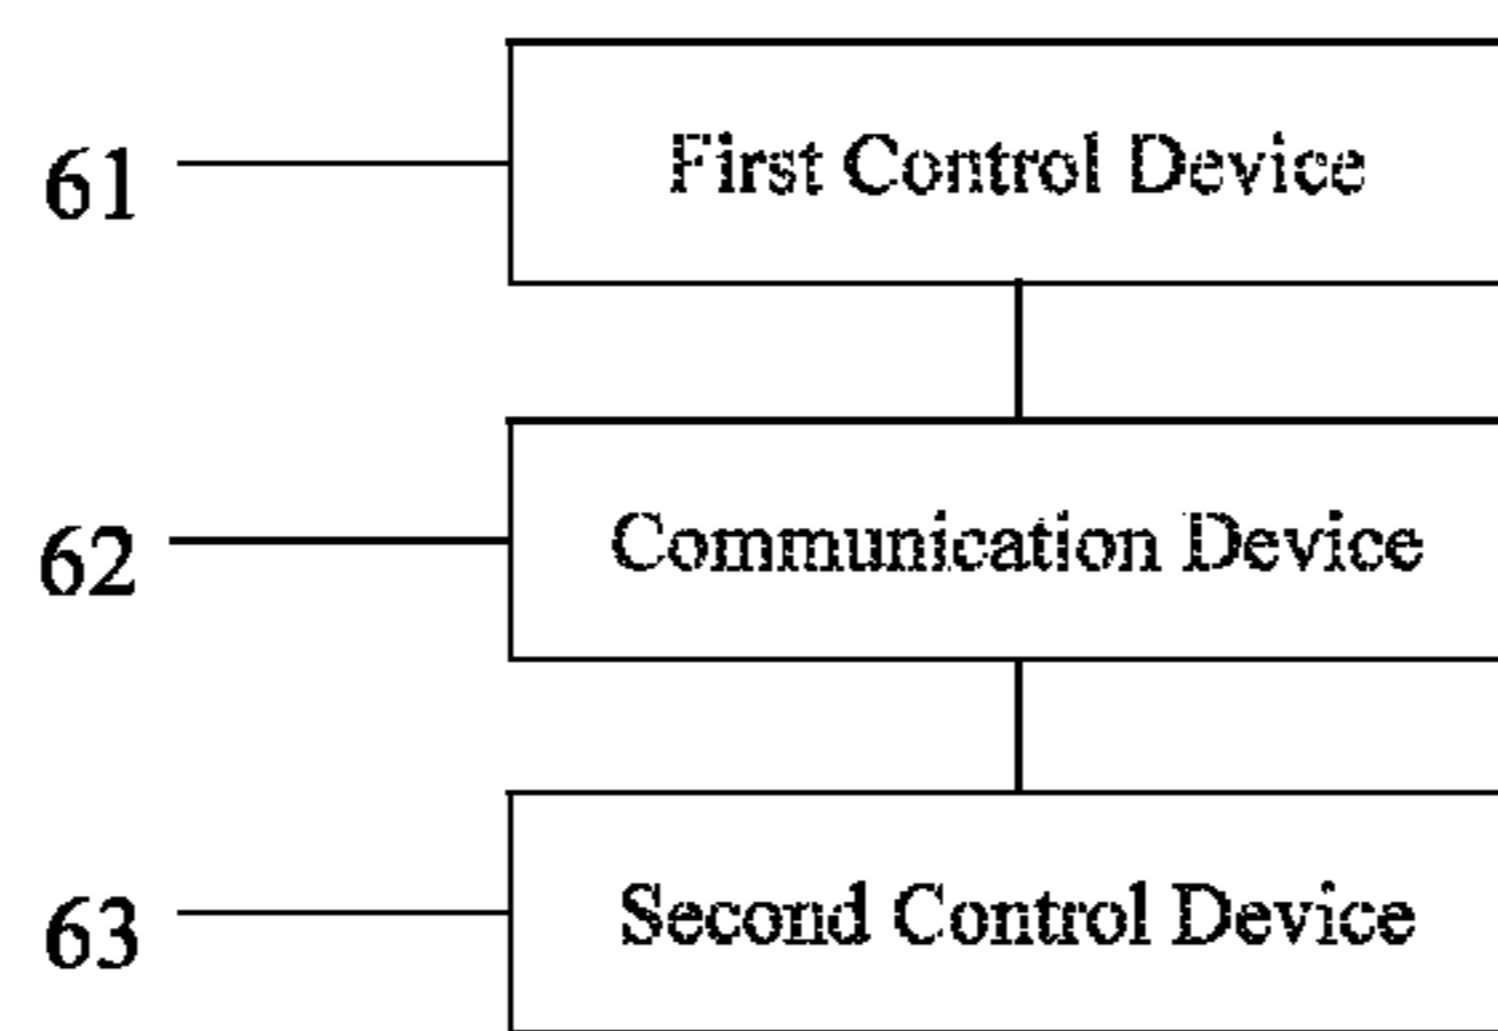 61 First Control Device
62 Communication Device
63 Second Control Device